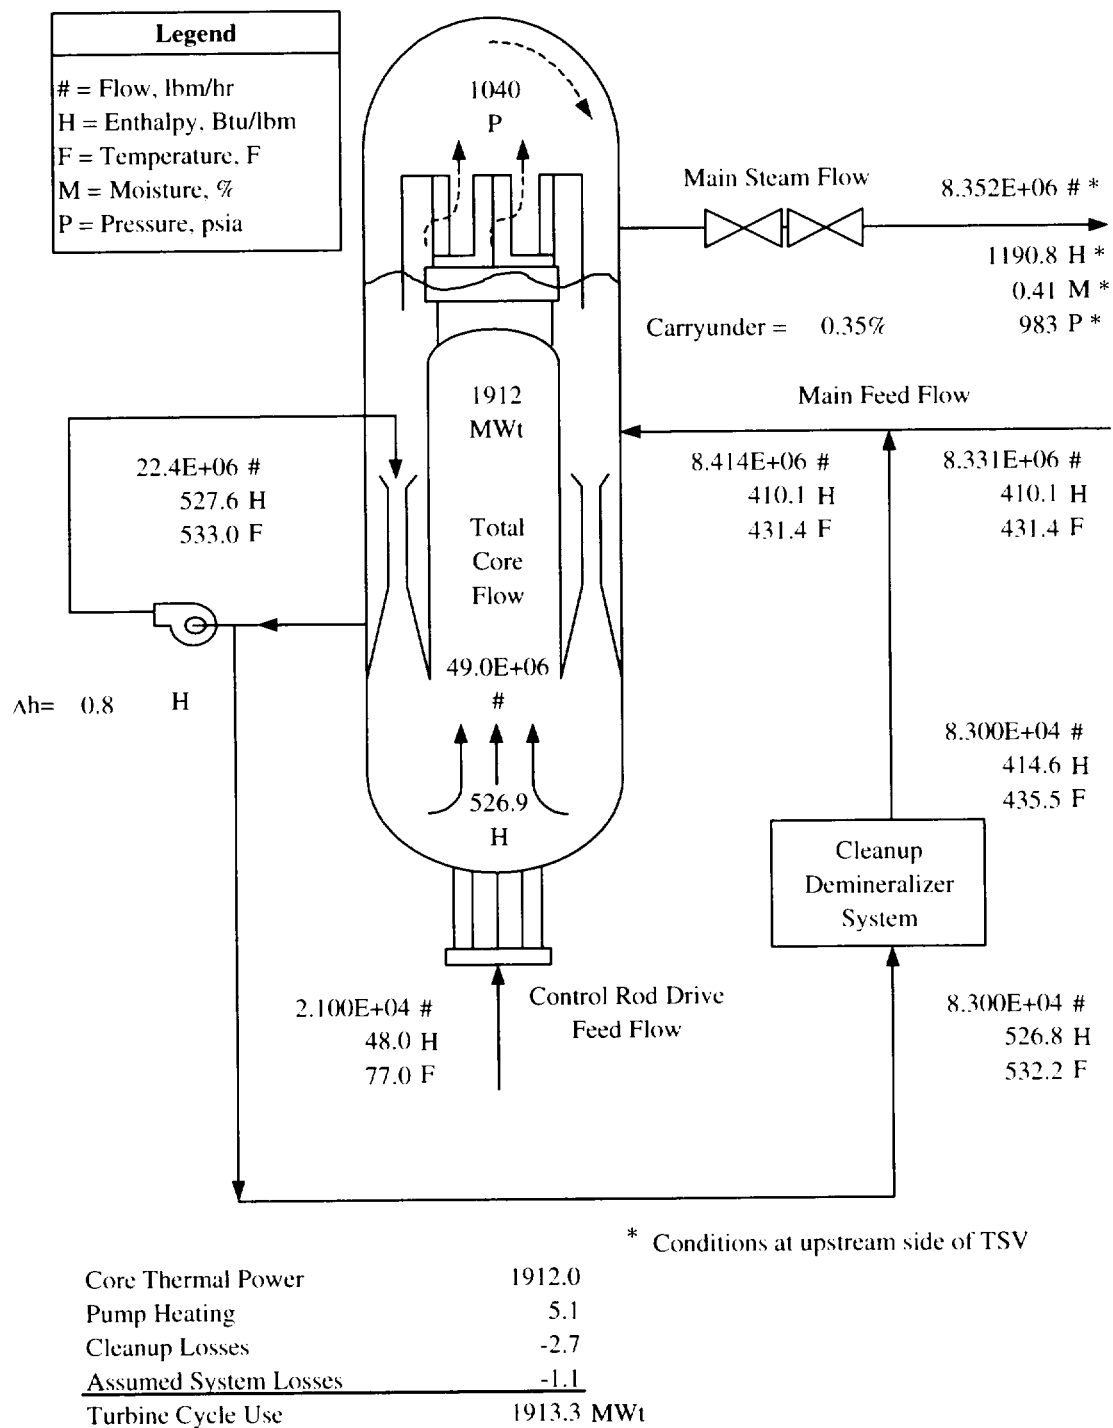 Legend
# = Flow, lbm/hr
H = Enthalpy, Btu/lbm
F = Temperature, F
M = Moisture, %
P = Pressure, psia
1040
P
Main Steam Flow
8.352E+06 # *
1190.8 H *
0.41 M *
983 P *
Carryunder = 0.35%
1912
MWt
Main Feed Flow
22.4E+06 #
527.6 H
533.0 F
8.414E+06 #
410.1 H
431.4 F
8.331E+06 #
410.1 H
431.4 F
Total
Core
Flow
49.0E+06
#
Δh= 0.8 H
526.9
H
8.300E+04 #
414.6 H
435.5 F
Cleanup
Demineralizer
System
2.100E+04 #
48.0 H
77.0 F
Control Rod Drive
Feed Flow
8.300E+04 #
526.8 H
532.2 F
* Conditions at upstream side of TSV
Core Thermal Power 1912.0
Pump Heating 5.1
Cleanup Losses -2.7
Assumed System Losses -1.1
Turbine Cycle Use 1913.3 MWt